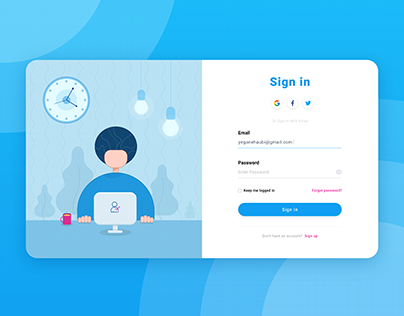 Sign in
Or Sign in with Email
Email
yeganehaubi@gmail.com
Password
Enter Password
Keep me logged in Forgot password?
Sign in
Don't have an account? Sign up